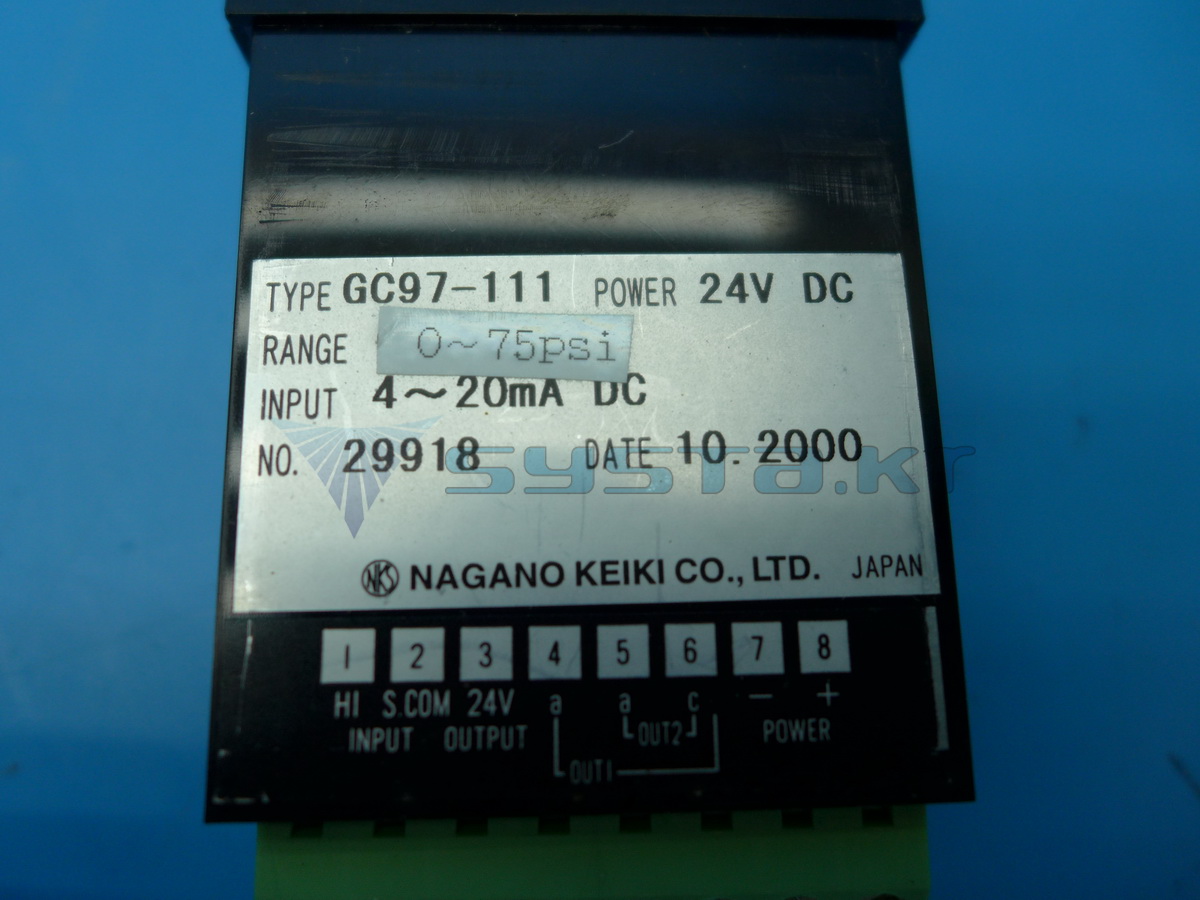 TYPE GC97-111 POWER 24V DC
RANGE 0~75psi
INPUT 4~20mA DC
NO. 29918 DATE 10.2000
systa.kr
NKS NAGANO KEIKI CO., LTD. JAPAN
1 2 3 4 5 6 7 8
HI S.COM 24V a a c − +
INPUT OUTPUT OUT2 POWER
OUT1